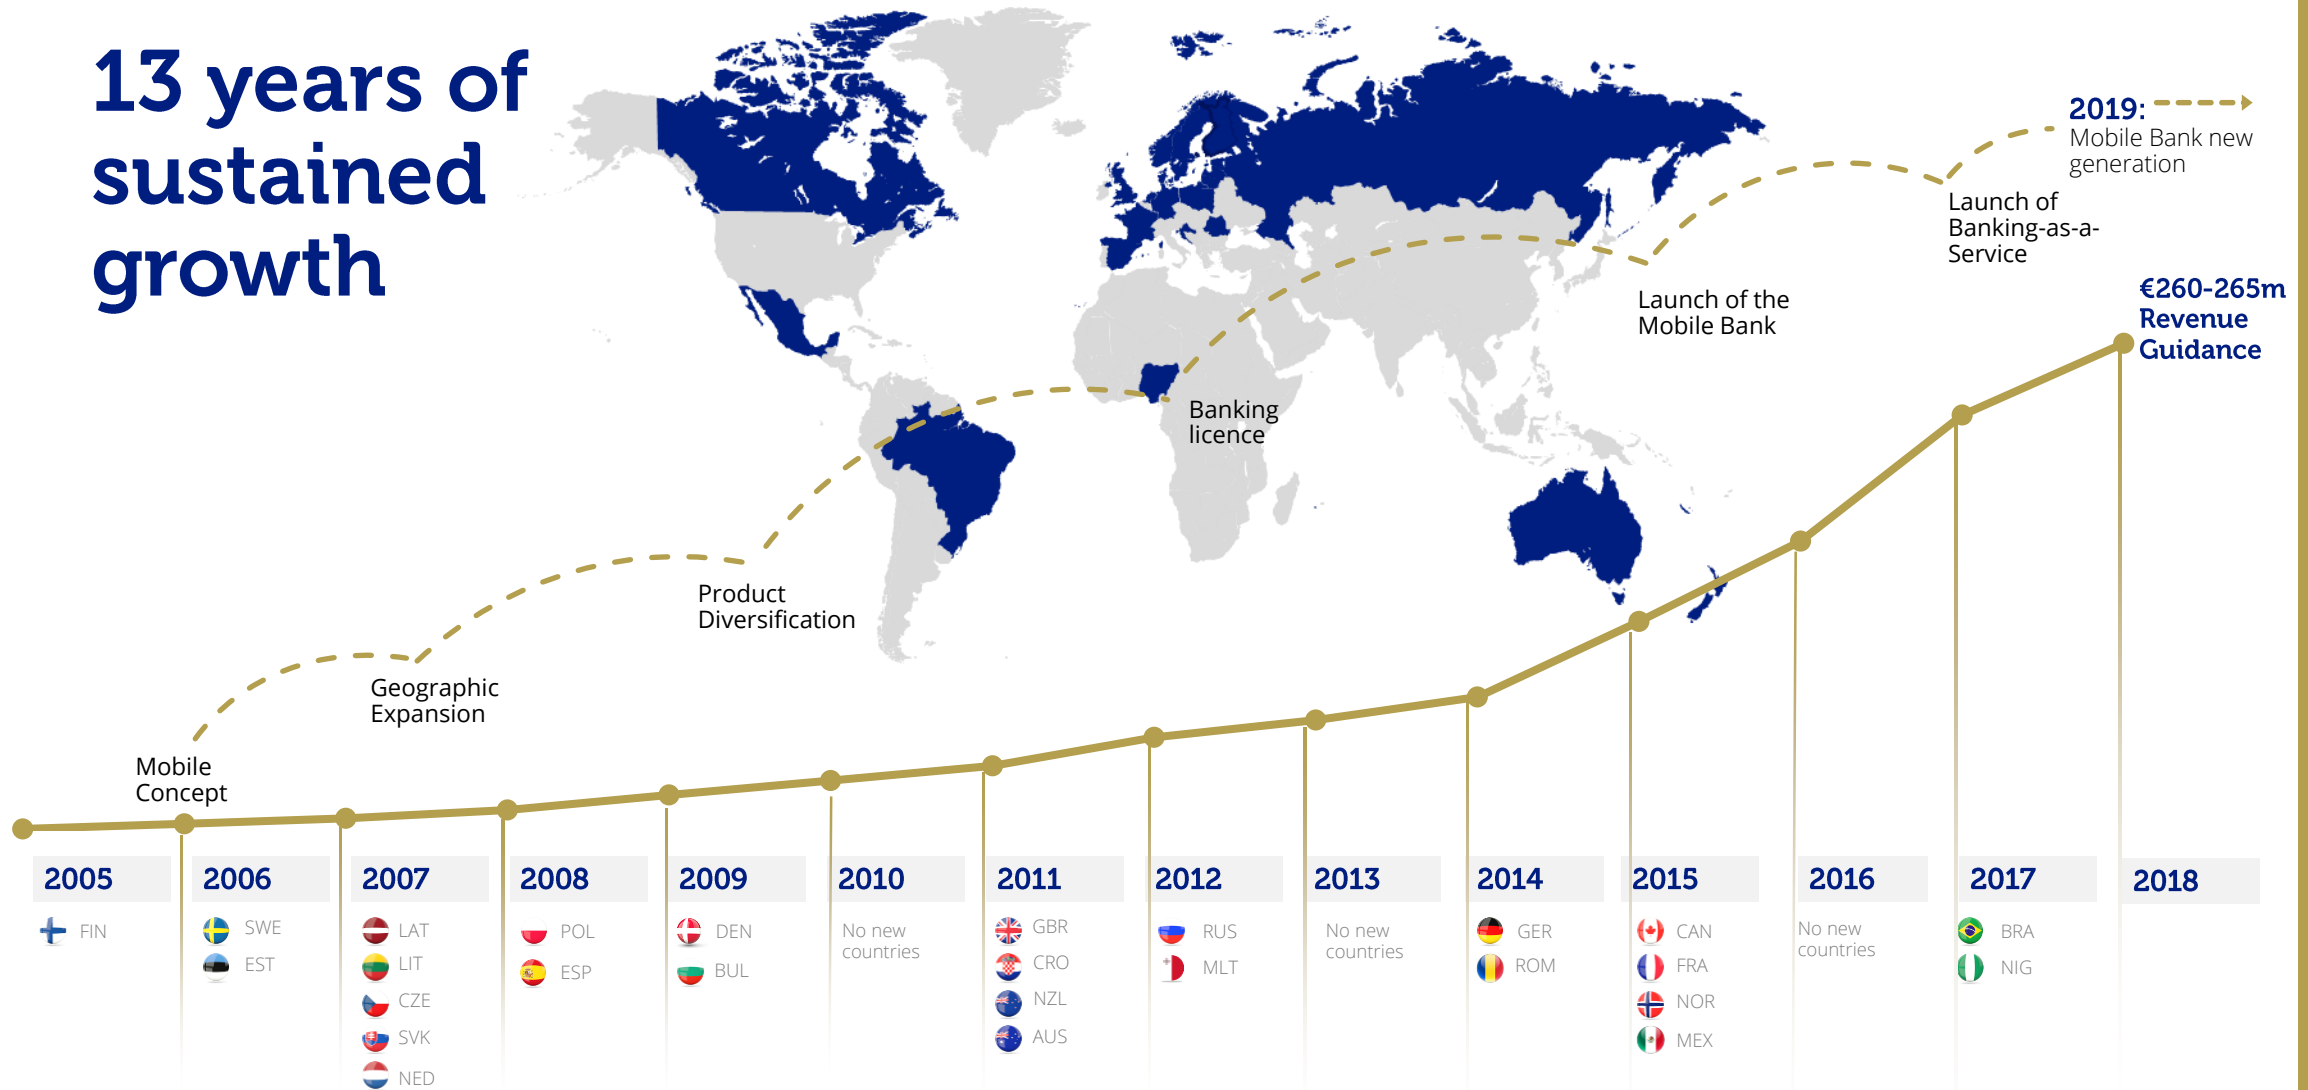 13 years of
sustained
growth
2019:
Mobile Bank new
generation
Launch of
Banking-as-a-
Service
€260-265m
Revenue
Guidance
Launch of the
Mobile Bank
Banking
licence
Product
Diversification
Geographic
Expansion
Mobile
Concept
2005
FIN
2006
SWE
EST
2007
LAT
LIT
CZE
SVK
NED
2008
POL
ESP
2009
DEN
BUL
2010
No new
countries
2011
GBR
CRO
NZL
AUS
2012
RUS
MLT
2013
No new
countries
2014
GER
ROM
2015
CAN
FRA
NOR
MEX
2016
No new
countries
2017
BRA
NIG
2018